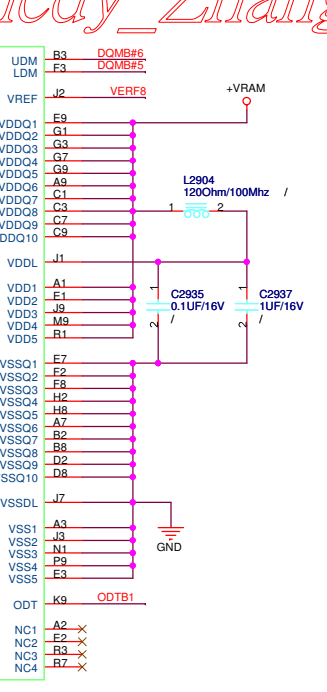 UDM B3 DQMB#6
LDM F3 DQMB#5
VREF J2 VERF8
+VRAM
VDDQ1 E9
VDDQ2 G1
VDDQ3 G3
VDDQ4 G7
VDDQ5 G9
VDDQ6 A9
VDDQ7 C1
VDDQ8 C3
VDDQ9 C7
DDQ10 C9
L2904
120Ohm/100Mhz /
1 2
VDDL J1
VDD1 A1
VDD2 E1
VDD3 J9
VDD4 M9
VDD5 R1
1 C2935
0.1UF/16V
2 /
1 C2937
1UF/16V
2 /
VSSQ1 E7
VSSQ2 F2
VSSQ3 F8
VSSQ4 H2
VSSQ5 H8
VSSQ6 A7
VSSQ7 B2
VSSQ8 B8
VSSQ9 D2
SSQ10 D8
VSSDL J7
GND
VSS1 A3
VSS2 J3
VSS3 N1
VSS4 P9
VSS5 E3
ODT K9 ODTB1
NC1 A2
NC2 E2
NC3 R3
NC4 R7